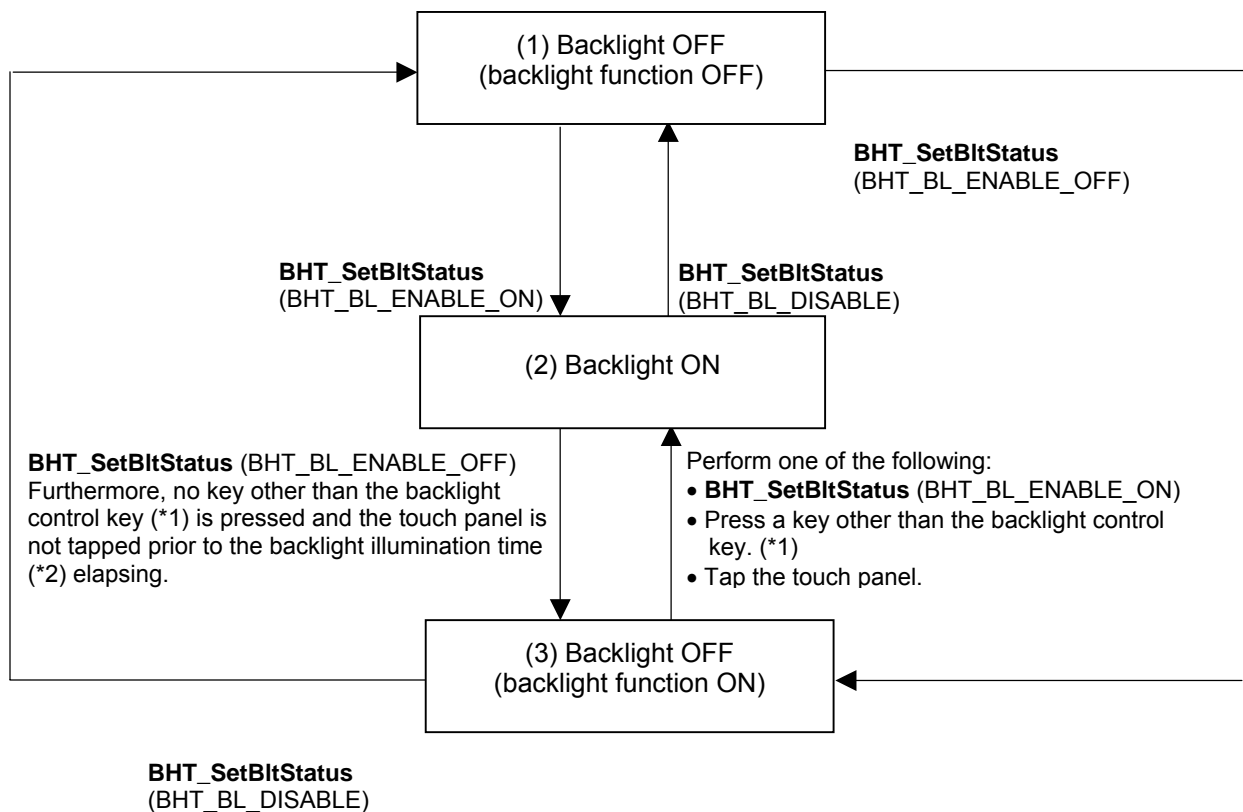 (1) Backlight OFF
(backlight function OFF)
BHT_SetBltStatus
(BHT_BL_ENABLE_OFF)
BHT_SetBltStatus
(BHT_BL_ENABLE_ON)
BHT_SetBltStatus
(BHT_BL_DISABLE)
(2) Backlight ON
BHT_SetBltStatus (BHT_BL_ENABLE_OFF)
Furthermore, no key other than the backlight
control key (*1) is pressed and the touch panel is
not tapped prior to the backlight illumination time
(*2) elapsing.
Perform one of the following:
• BHT_SetBltStatus (BHT_BL_ENABLE_ON)
• Press a key other than the backlight control
key. (*1)
• Tap the touch panel.
(3) Backlight OFF
(backlight function ON)
BHT_SetBltStatus
(BHT_BL_DISABLE)